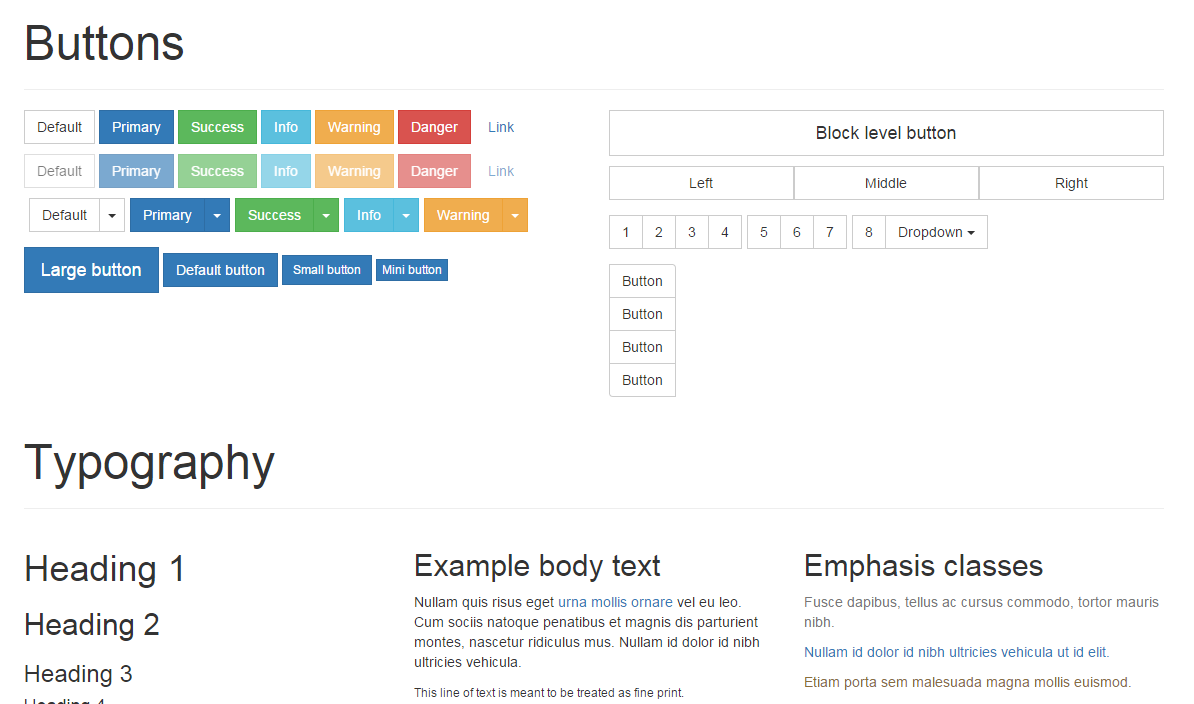 Buttons
Default Primary Success Info Warning Danger Link
Default Primary Success Info Warning Danger Link
Default Primary Success Info Warning
Large button Default button Small button Mini button
Block level button
Left Middle Right
1 2 3 4 5 6 7 8 Dropdown
Button
Button
Button
Button
Typography
Heading 1
Heading 2
Heading 3
Heading 4
Example body text
Nullam quis risus eget urna mollis ornare vel eu leo.
Cum sociis natoque penatibus et magnis dis parturient
montes, nascetur ridiculus mus. Nullam id dolor id nibh
ultricies vehicula.
This line of text is meant to be treated as fine print.
Emphasis classes
Fusce dapibus, tellus ac cursus commodo, tortor mauris
nibh.
Nullam id dolor id nibh ultricies vehicula ut id elit.
Etiam porta sem malesuada magna mollis euismod.